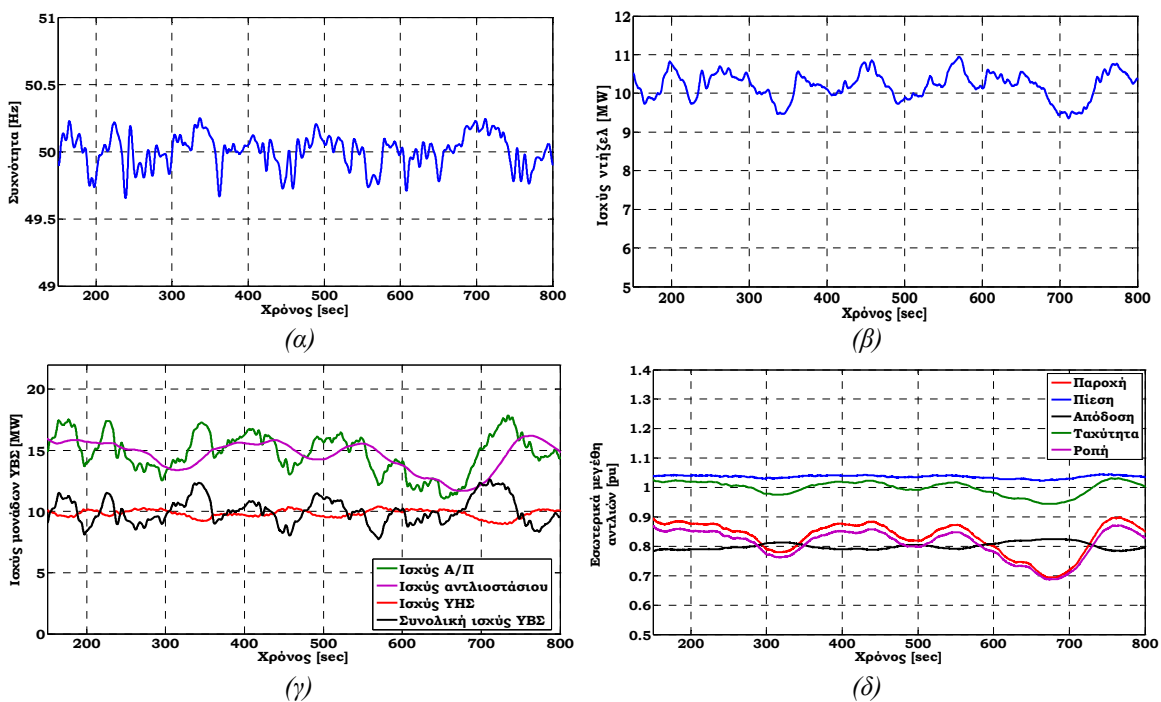 51
50.5
50
49.5
49
Συχνότητα [Hz]
200 300 400 500 600 700 800
Χρόνος [sec]
(α)
12
11
10
9
8
7
6
5
Ισχύς ντήζελ [MW]
200 300 400 500 600 700 800
Χρόνος [sec]
(β)
20
15
10
5
0
Ισχύς μονάδων ΥΒΣ [MW]
Ισχύς Α/Π
Ισχύς αντλιοστάσιου
Ισχύς ΥΗΣ
Συνολική ισχύς ΥΒΣ
200 300 400 500 600 700 800
Χρόνος [sec]
(γ)
1.4
1.3
1.2
1.1
1
0.9
0.8
0.7
0.6
0.5
Εσωτερικά μεγέθη
αντλιών [pu]
Παροχή
Πίεση
Απόδοση
Ταχύτητα
Ροπή
200 300 400 500 600 700 800
Χρόνος [sec]
(δ)